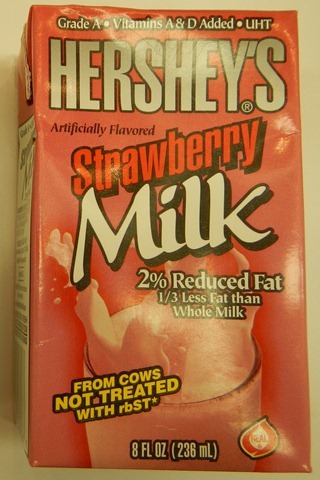 Grade A • Vitamins A & D Added • UHT
HERSHEY'S®
Artificially Flavored
Strawberry
Milk
2% Reduced Fat
1/3 Less Fat than
Whole Milk
FROM COWS
NOT TREATED
WITH rbST*
REAL
8 FL OZ (236 mL)